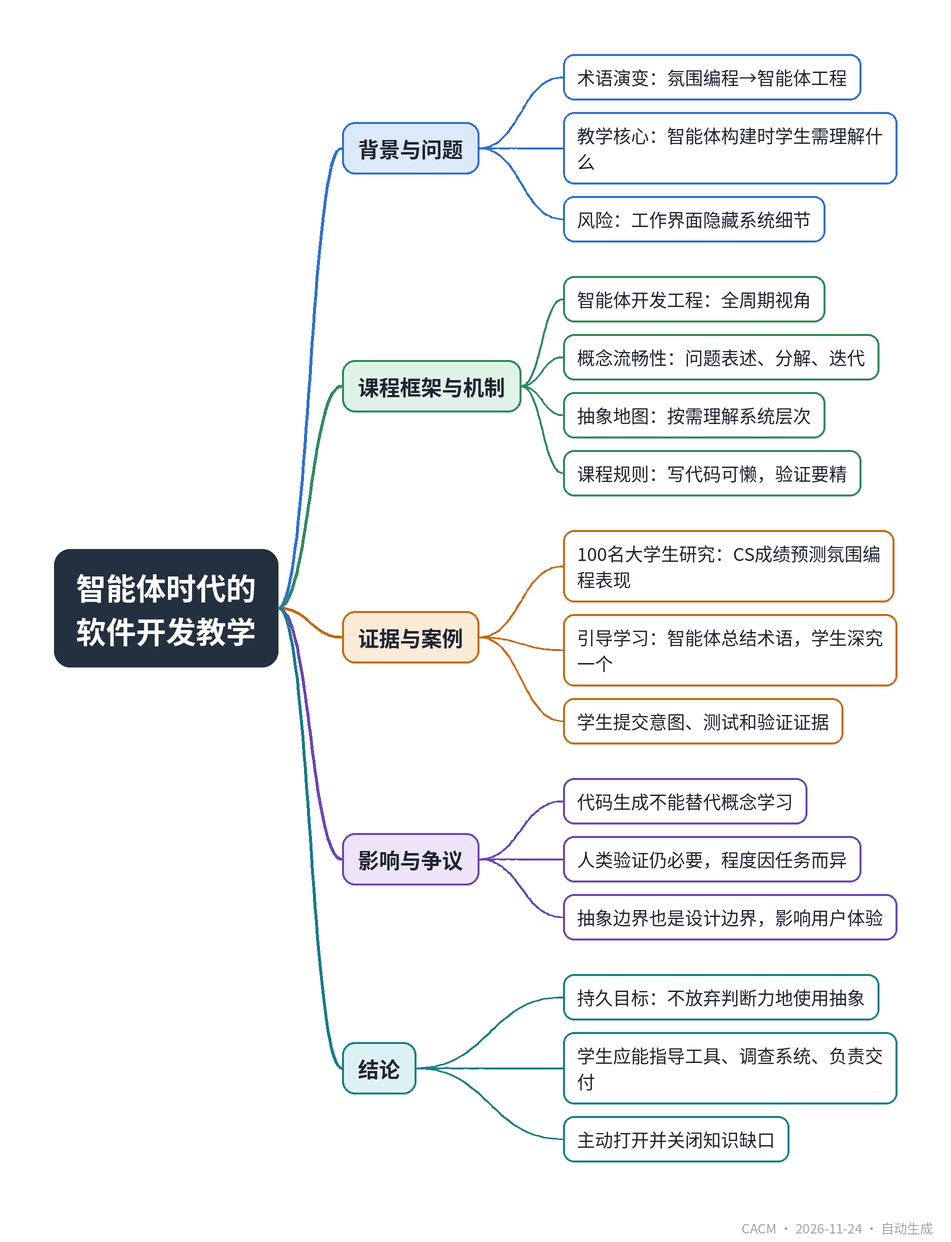 智能体时代的
软件开发教学
背景与问题
术语演变：氛围编程→智能体工程
教学核心：智能体构建时学生需理解什
么
风险：工作界面隐藏系统细节
课程框架与机制
智能体开发工程：全周期视角
概念流畅性：问题表述、分解、迭代
抽象地图：按需理解系统层次
课程规则：写代码可懒，验证要精
证据与案例
100名大学生研究：CS成绩预测氛围编
程表现
引导学习：智能体总结术语，学生深究
一个
学生提交意图、测试和验证证据
影响与争议
代码生成不能替代概念学习
人类验证仍必要，程度因任务而异
抽象边界也是设计边界，影响用户体验
结论
持久目标：不放弃判断力地使用抽象
学生应能指导工具、调查系统、负责交
付
主动打开并关闭知识缺口
CACM · 2026-11-24 · 自动生成